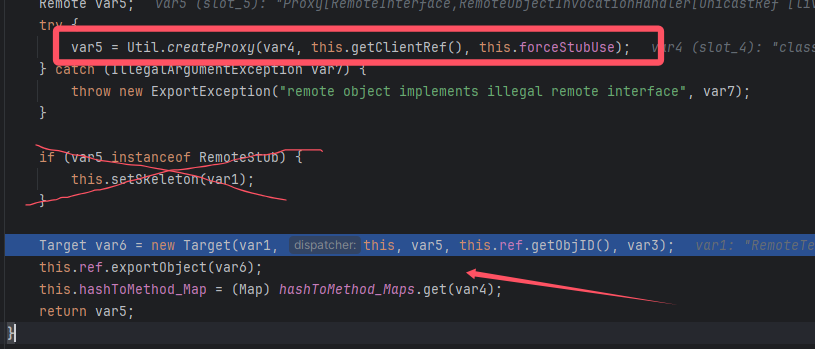 Remote var5;   var5 (slot_5): "Proxy[RemoteInterface,RemoteObjectInvocationHandler[UnicastRef [liv
try {
var5 = Util.createProxy(var4, this.getClientRef(), this.forceStubUse);   var4 (slot_4): "class
} catch (IllegalArgumentException var7) {
throw new ExportException("remote object implements illegal remote interface", var7);
}
if (var5 instanceof RemoteStub) {
this.setSkeleton(var1);
}
Target var6 = new Target(var1, dispatcher: this, var5, this.ref.getObjID(), var3);   var1: "RemoteTe
this.ref.exportObject(var6);
this.hashToMethod_Map = (Map) hashToMethod_Maps.get(var4);
return var5;
}